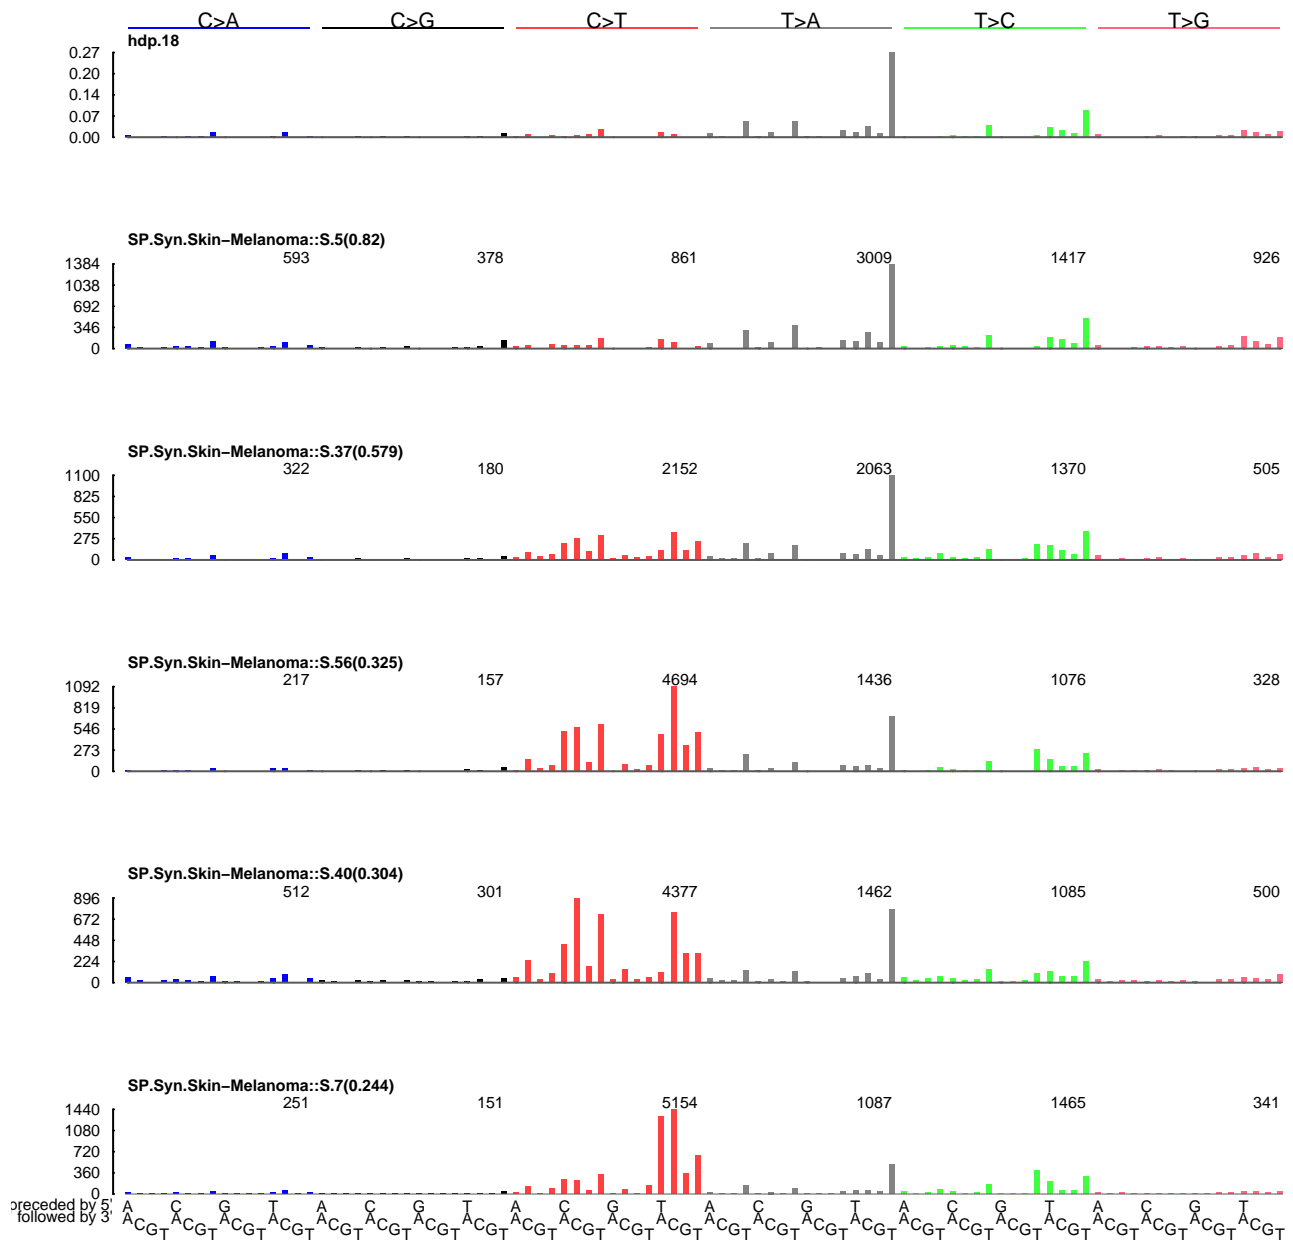 C>A C>G C>T T>A T>C T>G
hdp.18
0.27
0.20
0.14
0.07
0.00
SP.Syn.Skin−Melanoma::S.5(0.82)
593 378 861 3009 1417 926
1384
1038
692
346
0
SP.Syn.Skin−Melanoma::S.37(0.579)
322 180 2152 2063 1370 505
1100
825
550
275
0
SP.Syn.Skin−Melanoma::S.56(0.325)
217 157 4694 1436 1076 328
1092
819
546
273
0
SP.Syn.Skin−Melanoma::S.40(0.304)
512 301 4377 1462 1085 500
896
672
448
224
0
SP.Syn.Skin−Melanoma::S.7(0.244)
251 151 5154 1087 1465 341
1440
1080
720
360
0
preceded by 5' A C G T A C G T A C G T A C G T A C G T A C G T
followed by 3' A C G T A C G T A C G T A C G T A C G T A C G T A C G T A C G T A C G T A C G T A C G T A C G T A C G T A C G T A C G T A C G T A C G T A C G T A C G T A C G T A C G T A C G T A C G T A C G T